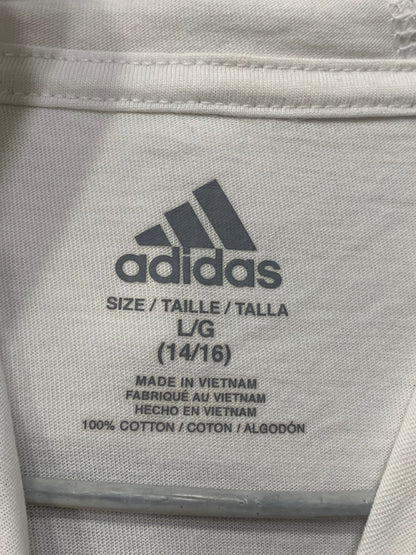 adidas
SIZE / TAILLE / TALLA
L/G
(14/16)
MADE IN VIETNAM
FABRIQUÉ AU VIETNAM
HECHO EN VIETNAM
100% COTTON / COTON / ALGODÓN